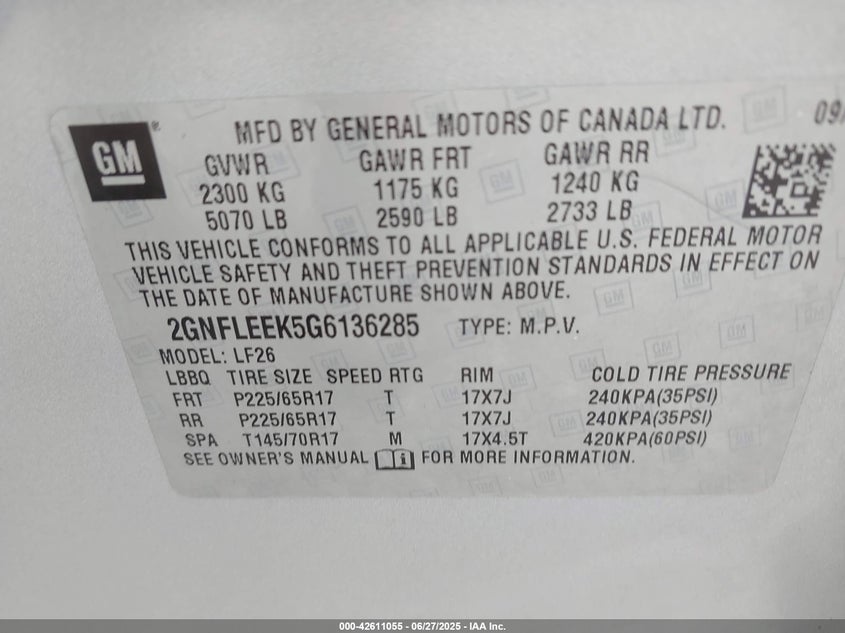 GM®
MFD BY GENERAL MOTORS OF CANADA LTD. 09/
GVWR GAWR FRT GAWR RR
2300 KG 1175 KG 1240 KG
5070 LB 2590 LB 2733 LB
THIS VEHICLE CONFORMS TO ALL APPLICABLE U.S. FEDERAL MOTOR
VEHICLE SAFETY AND THEFT PREVENTION STANDARDS IN EFFECT ON
THE DATE OF MANUFACTURE SHOWN ABOVE.
2GNFLEEK5G6136285 TYPE: M.P.V.
MODEL: LF26
LBBQ TIRE SIZE SPEED RTG RIM COLD TIRE PRESSURE
FRT P225/65R17 T 17X7J 240KPA(35PSI)
RR P225/65R17 T 17X7J 240KPA(35PSI)
SPA T145/70R17 M 17X4.5T 420KPA(60PSI)
SEE OWNER'S MANUAL FOR MORE INFORMATION.
000-42611055 - 06/27/2025 - IAA Inc.